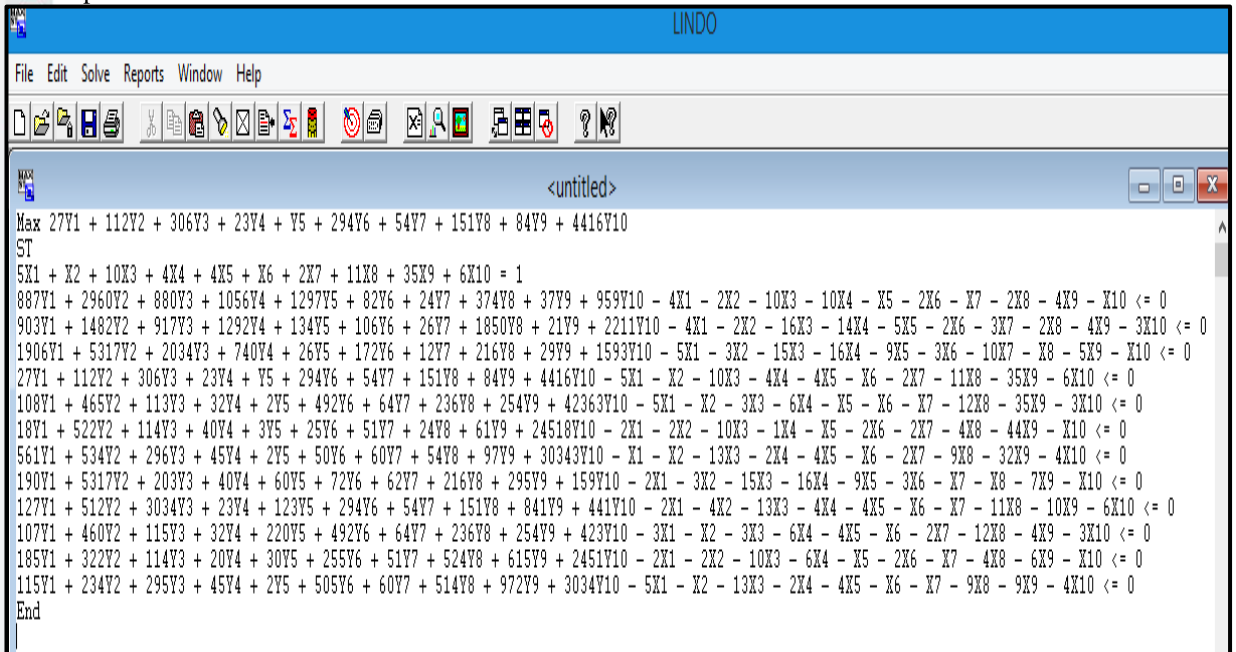 LINDO
File Edit Solve Reports Window Help
<untitled>
Max 27Y1 + 112Y2 + 306Y3 + 23Y4 + Y5 + 294Y6 + 54Y7 + 151Y8 + 84Y9 + 4416Y10
ST
5X1 + X2 + 10X3 + 4X4 + 4X5 + X6 + 2X7 + 11X8 + 35X9 + 6X10 = 1
887Y1 + 2960Y2 + 880Y3 + 1056Y4 + 1297Y5 + 82Y6 + 24Y7 + 374Y8 + 37Y9 + 959Y10 - 4X1 - 2X2 - 10X3 - 10X4 - X5 - 2X6 - X7 - 2X8 - 4X9 - X10 <= 0
903Y1 + 1482Y2 + 917Y3 + 1292Y4 + 134Y5 + 106Y6 + 26Y7 + 1850Y8 + 21Y9 + 2211Y10 - 4X1 - 2X2 - 16X3 - 14X4 - 5X5 - 2X6 - 3X7 - 2X8 - 4X9 - 3X10 <= 0
1906Y1 + 5317Y2 + 2034Y3 + 740Y4 + 26Y5 + 172Y6 + 12Y7 + 216Y8 + 29Y9 + 1593Y10 - 5X1 - 3X2 - 15X3 - 16X4 - 9X5 - 3X6 - 10X7 - X8 - 5X9 - X10 <= 0
27Y1 + 112Y2 + 306Y3 + 23Y4 + Y5 + 294Y6 + 54Y7 + 151Y8 + 84Y9 + 4416Y10 - 5X1 - X2 - 10X3 - 4X4 - 4X5 - X6 - 2X7 - 11X8 - 35X9 - 6X10 <= 0
108Y1 + 465Y2 + 113Y3 + 32Y4 + 2Y5 + 492Y6 + 64Y7 + 236Y8 + 254Y9 + 42363Y10 - 5X1 - X2 - 3X3 - 6X4 - X5 - X6 - X7 - 12X8 - 35X9 - 3X10 <= 0
18Y1 + 522Y2 + 114Y3 + 40Y4 + 3Y5 + 25Y6 + 51Y7 + 24Y8 + 61Y9 + 24518Y10 - 2X1 - 2X2 - 10X3 - 1X4 - X5 - 2X6 - 2X7 - 4X8 - 44X9 - X10 <= 0
561Y1 + 534Y2 + 296Y3 + 45Y4 + 2Y5 + 50Y6 + 60Y7 + 54Y8 + 97Y9 + 30343Y10 - X1 - X2 - 13X3 - 2X4 - 4X5 - X6 - 2X7 - 9X8 - 32X9 - 4X10 <= 0
190Y1 + 5317Y2 + 203Y3 + 40Y4 + 60Y5 + 72Y6 + 62Y7 + 216Y8 + 295Y9 + 159Y10 - 2X1 - 3X2 - 15X3 - 16X4 - 9X5 - 3X6 - X7 - X8 - 7X9 - X10 <= 0
127Y1 + 512Y2 + 3034Y3 + 23Y4 + 123Y5 + 294Y6 + 54Y7 + 151Y8 + 841Y9 + 441Y10 - 2X1 - 4X2 - 13X3 - 4X4 - 4X5 - X6 - X7 - 11X8 - 10X9 - 6X10 <= 0
107Y1 + 460Y2 + 115Y3 + 32Y4 + 220Y5 + 492Y6 + 64Y7 + 236Y8 + 254Y9 + 423Y10 - 3X1 - X2 - 3X3 - 6X4 - 4X5 - X6 - 2X7 - 12X8 - 4X9 - 3X10 <= 0
185Y1 + 322Y2 + 114Y3 + 20Y4 + 30Y5 + 255Y6 + 51Y7 + 524Y8 + 615Y9 + 2451Y10 - 2X1 - 2X2 - 10X3 - 6X4 - X5 - 2X6 - X7 - 4X8 - 6X9 - X10 <= 0
115Y1 + 234Y2 + 295Y3 + 45Y4 + 2Y5 + 505Y6 + 60Y7 + 514Y8 + 972Y9 + 3034Y10 - 5X1 - X2 - 13X3 - 2X4 - 4X5 - X6 - X7 - 9X8 - 9X9 - 4X10 <= 0
End